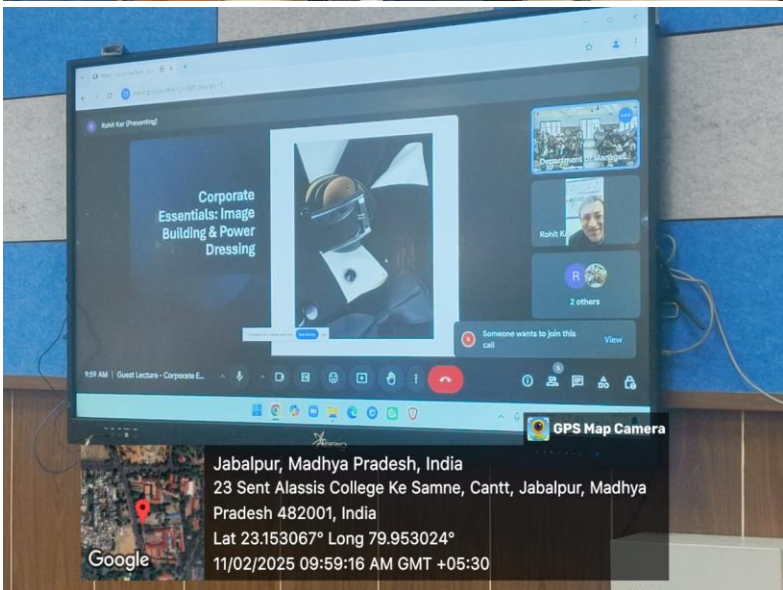 Rohit Kar (Presenting)
Corporate
Essentials: Image
Building & Power
Dressing
Department of Manage...
Rohit K
R
2 others
Someone wants to join this
call
View
9:59 AM | Guest Lecture - Corporate E...
5
GPS Map Camera
Jabalpur, Madhya Pradesh, India
23 Sent Alassis College Ke Samne, Cantt, Jabalpur, Madhya
Pradesh 482001, India
Lat 23.153067° Long 79.953024°
11/02/2025 09:59:16 AM GMT +05:30
Google